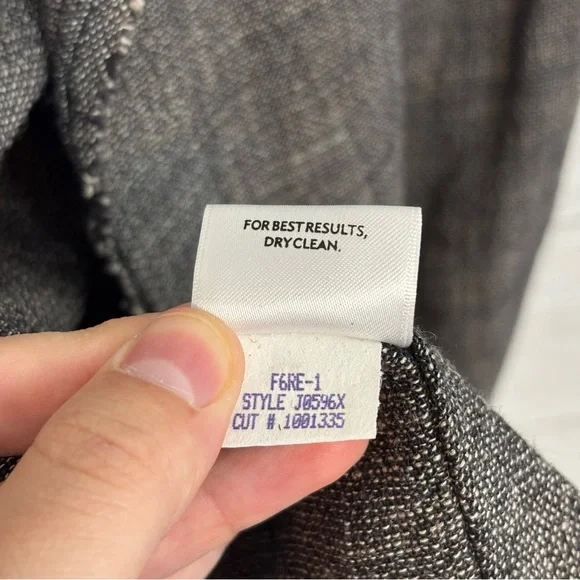 FOR BEST RESULTS,
DRY CLEAN.
F6RE-1
STYLE J0596X
CUT # 1001335